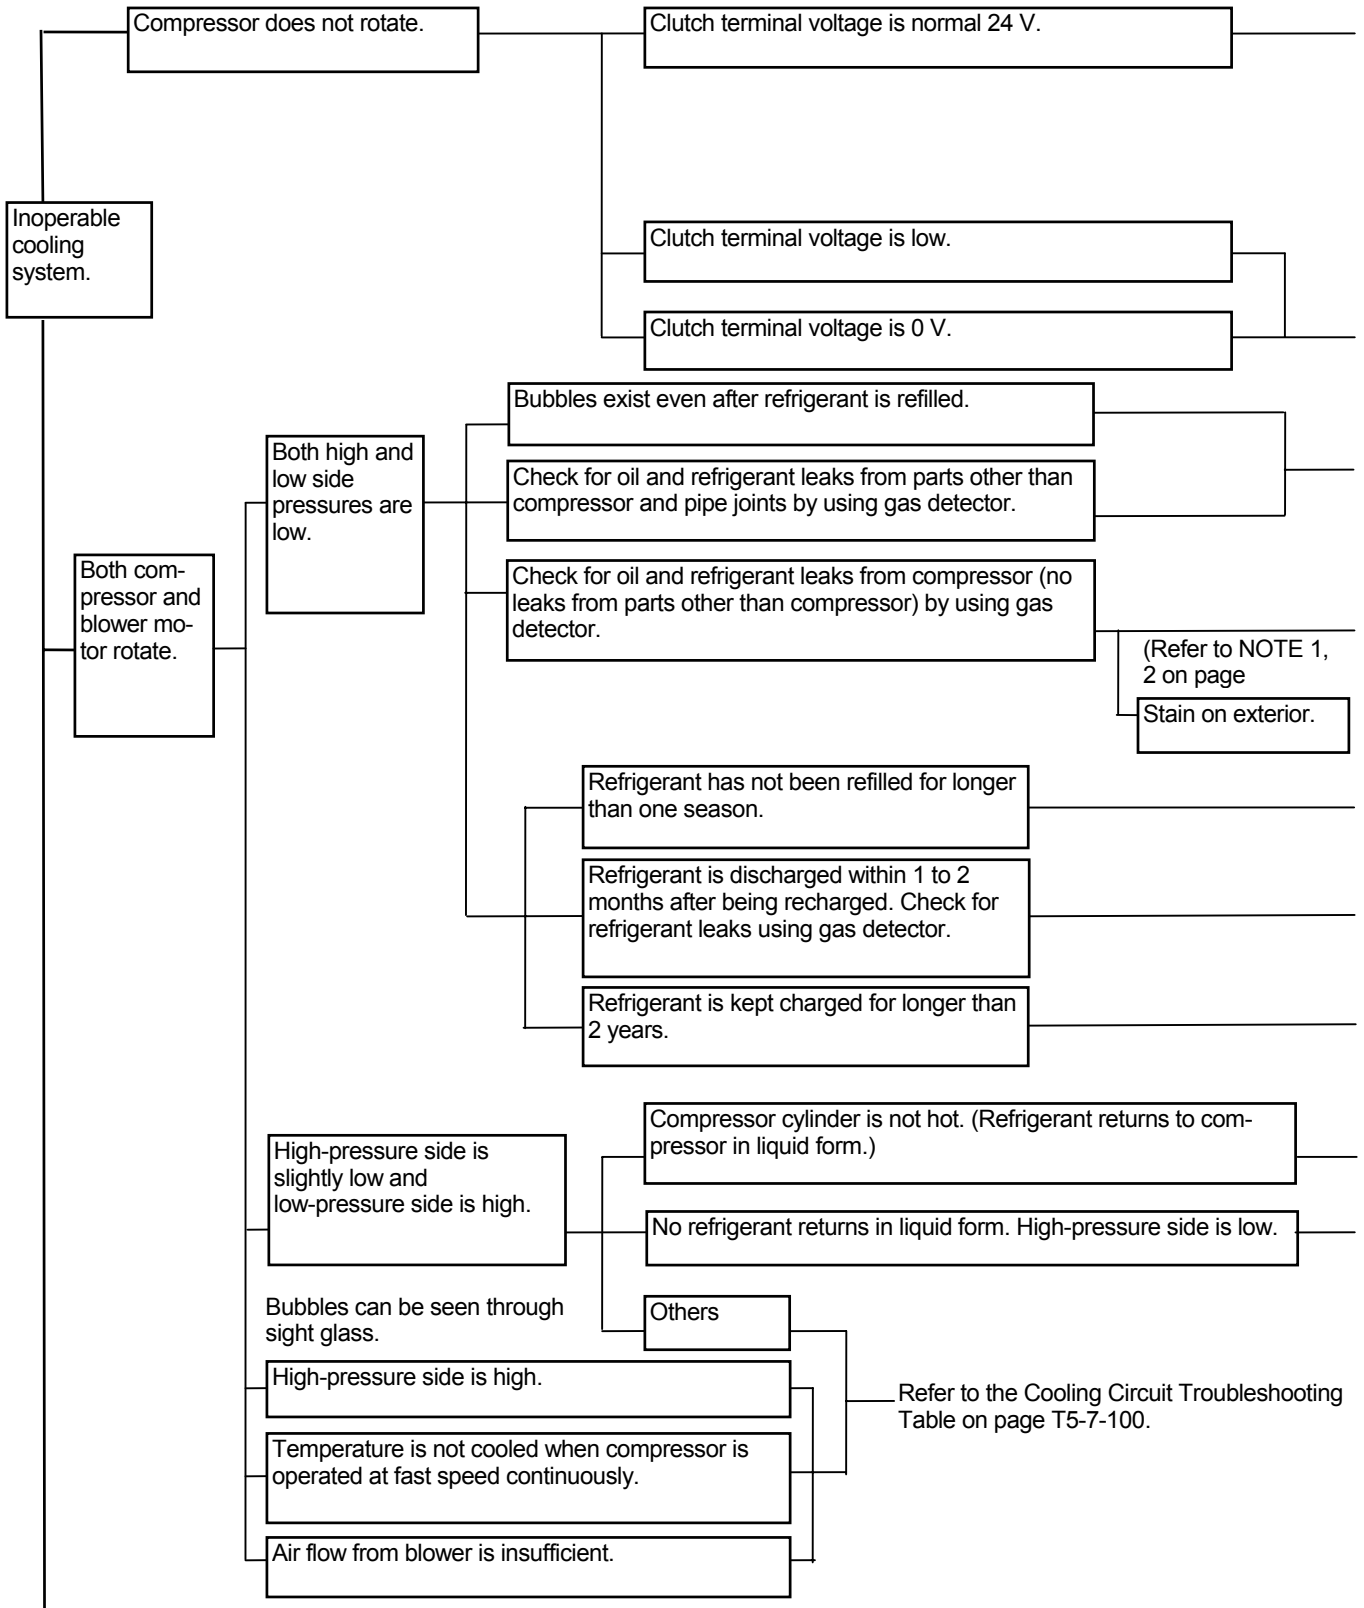 Compressor does not rotate.
Clutch terminal voltage is normal 24 V.
Inoperable
cooling
system.
Clutch terminal voltage is low.
Clutch terminal voltage is 0 V.
Bubbles exist even after refrigerant is refilled.
Both high and
low side
pressures are
low.
Check for oil and refrigerant leaks from parts other than
compressor and pipe joints by using gas detector.
Both com-
pressor and
blower mo-
tor rotate.
Check for oil and refrigerant leaks from compressor (no
leaks from parts other than compressor) by using gas
detector.
(Refer to NOTE 1,
2 on page
Stain on exterior.
Refrigerant has not been refilled for longer
than one season.
Refrigerant is discharged within 1 to 2
months after being recharged. Check for
refrigerant leaks using gas detector.
Refrigerant is kept charged for longer than
2 years.
Compressor cylinder is not hot. (Refrigerant returns to com-
pressor in liquid form.)
High-pressure side is
slightly low and
low-pressure side is high.
No refrigerant returns in liquid form. High-pressure side is low.
Bubbles can be seen through
sight glass.
Others
High-pressure side is high.
Refer to the Cooling Circuit Troubleshooting
Table on page T5-7-100.
Temperature is not cooled when compressor is
operated at fast speed continuously.
Air flow from blower is insufficient.